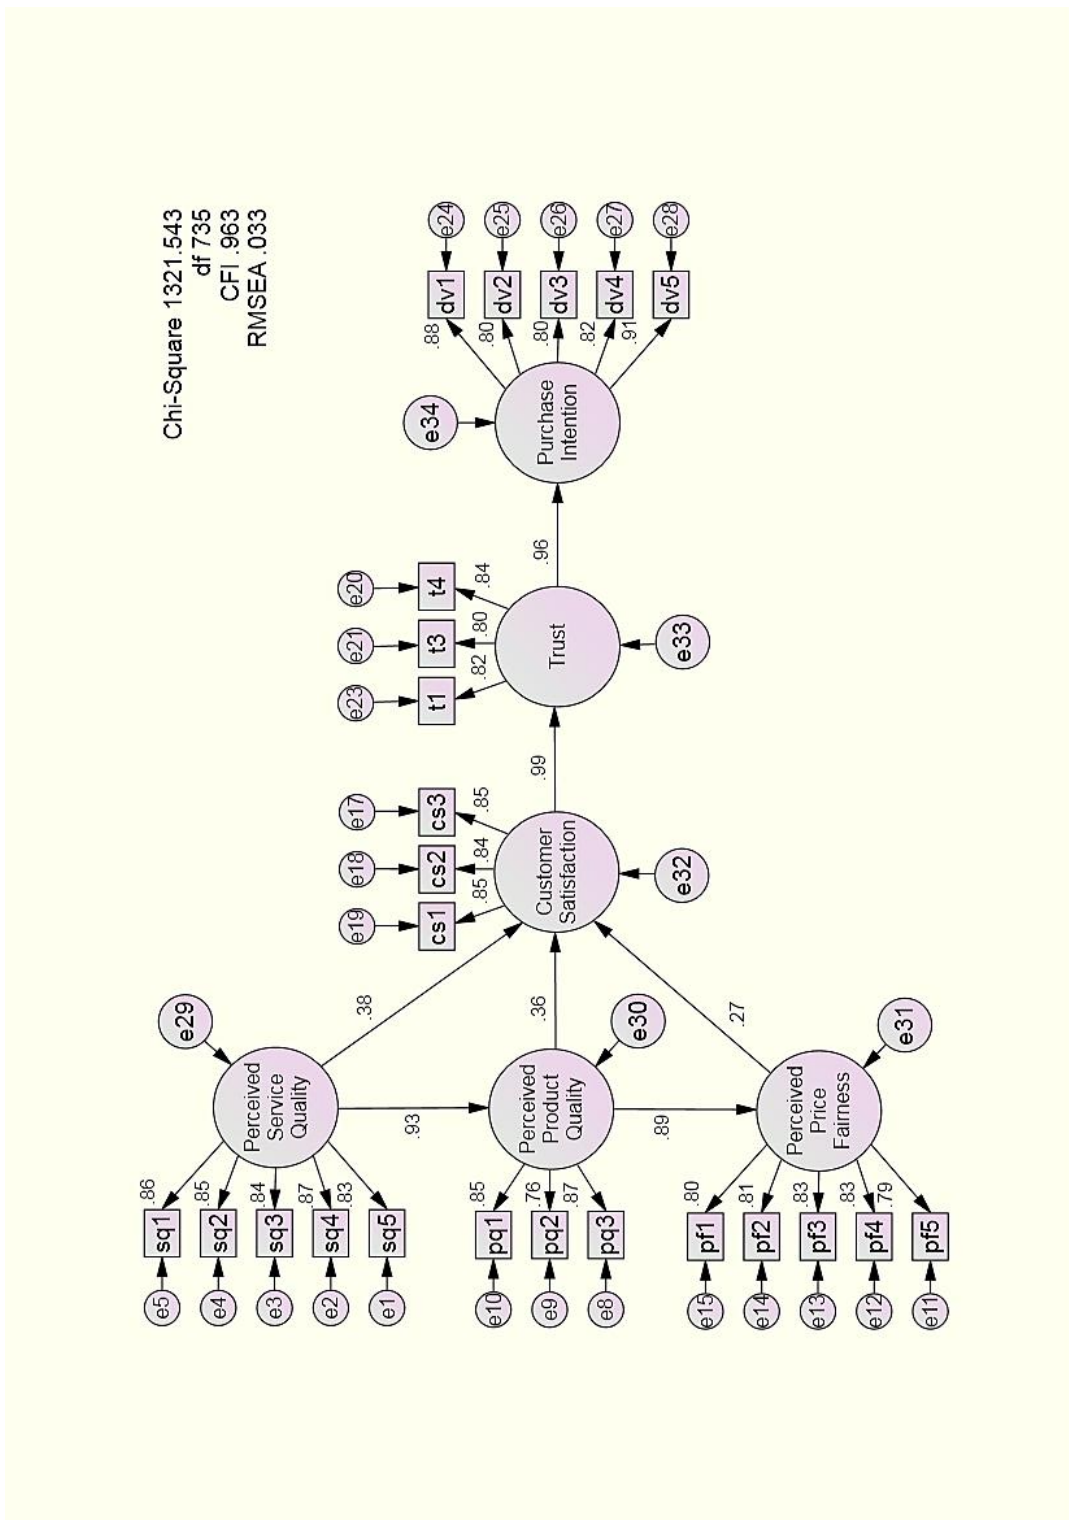 Chi-Square 1321.543
df 735
CFI .963
RMSEA .033
e5
sq1
.86
e4
sq2
.85
e3
sq3
.84
e2
sq4
.87
e1
sq5
.83
Perceived
Service
Quality
e29
.38
.93
e10
pq1
.85
e9
pq2
.76
e8
pq3
.87
Perceived
Product
Quality
e30
.36
.89
e15
pf1
.80
e14
pf2
.81
e13
pf3
.83
e12
pf4
.83
e11
pf5
.79
Perceived
Price
Fairness
e31
.27
e19
e18
e17
cs1
cs2
cs3
.85
.84
.85
Customer
Satisfaction
e32
.99
e23
e21
e20
t1
t3
t4
.82
.80
.84
Trust
e33
.96
e34
Purchase
Intention
.88
dv1
e24
.80
dv2
e25
.80
dv3
e26
.82
dv4
e27
.91
dv5
e28